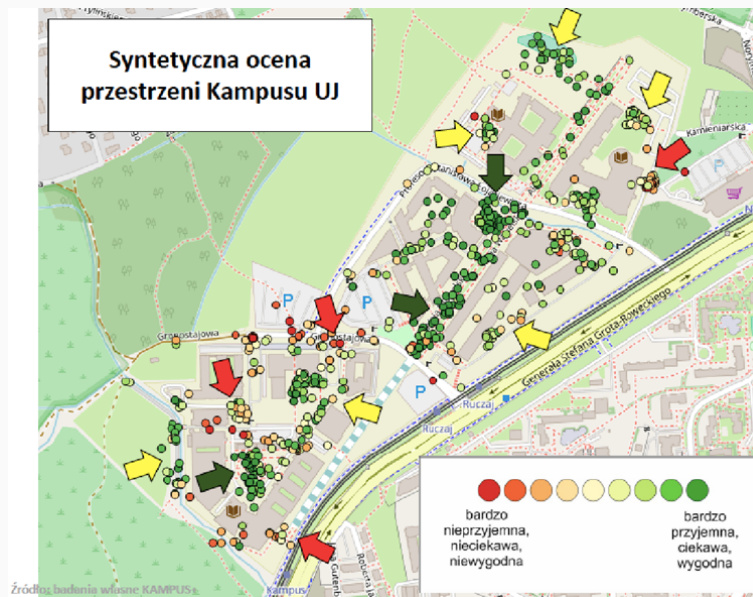 Syntetyczna ocena
przestrzeni Kampusu UJ
Kamieniarska
P
P
P
Gronostajowa
Generała Stefana Grota-Roweckiego
P
Ruczaj
Ruczaj
bardzo
nieprzyjemna,
nieciekawa,
niewygodna
bardzo
przyjemna,
ciekawa,
wygodna
Źródło: badania własne KAMPUS+
Kampus